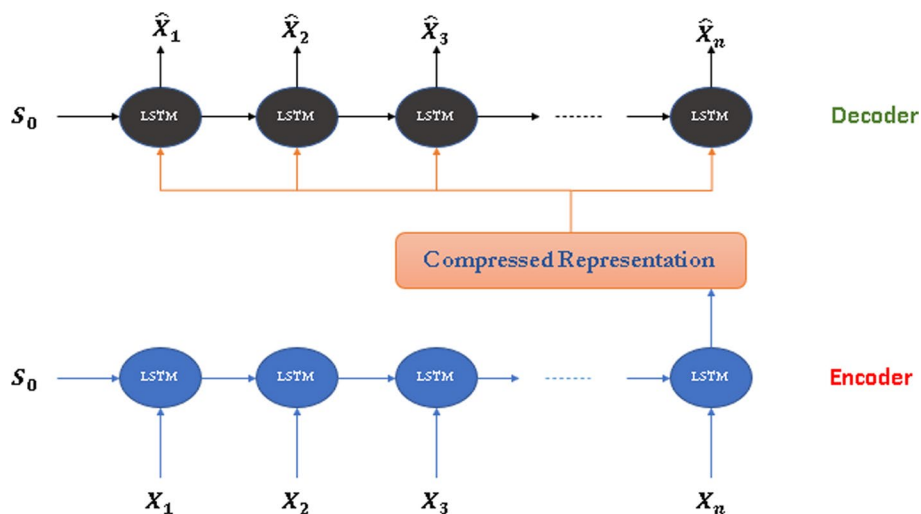 X̂₁ X̂₂ X̂₃ X̂ₙ
S₀ LSTM LSTM LSTM LSTM Decoder
Compressed Representation
S₀ LSTM LSTM LSTM LSTM Encoder
X₁ X₂ X₃ Xₙ